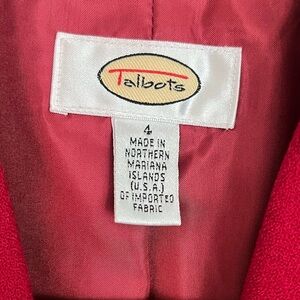 Talbots
4
MADE IN
NORTHERN
MARIANA
ISLANDS
(U.S.A.)
OF IMPORTED
FABRIC